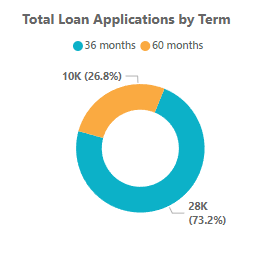 Total Loan Applications by Term
36 months 60 months
10K (26.8%)
28K
(73.2%)